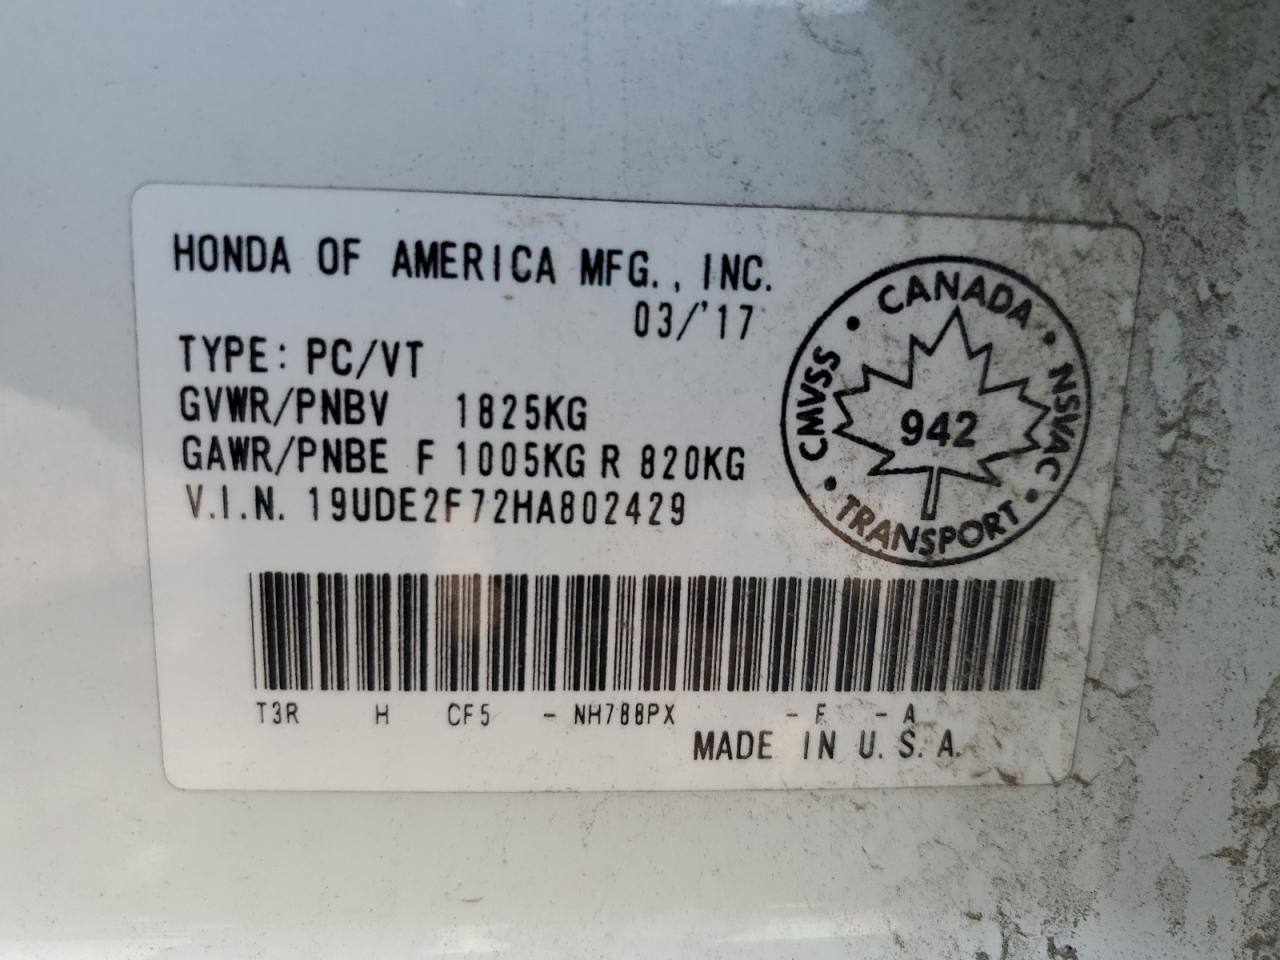 HONDA OF AMERICA MFG., INC.
03/'17
TYPE: PC/VT
GVWR/PNBV 1825KG
GAWR/PNBE F 1005KG R 820KG
V.I.N. 19UDE2F72HA802429
CANADA
CMVSS • • NSVAC
942
• TRANSPORT •
T3R H CF5 - NH788PX - F - A
MADE IN U.S.A.